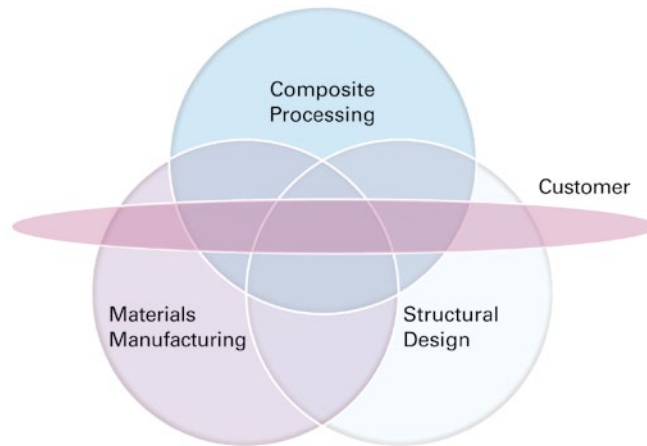 Composite
Processing
Customer
Materials
Manufacturing
Structural
Design